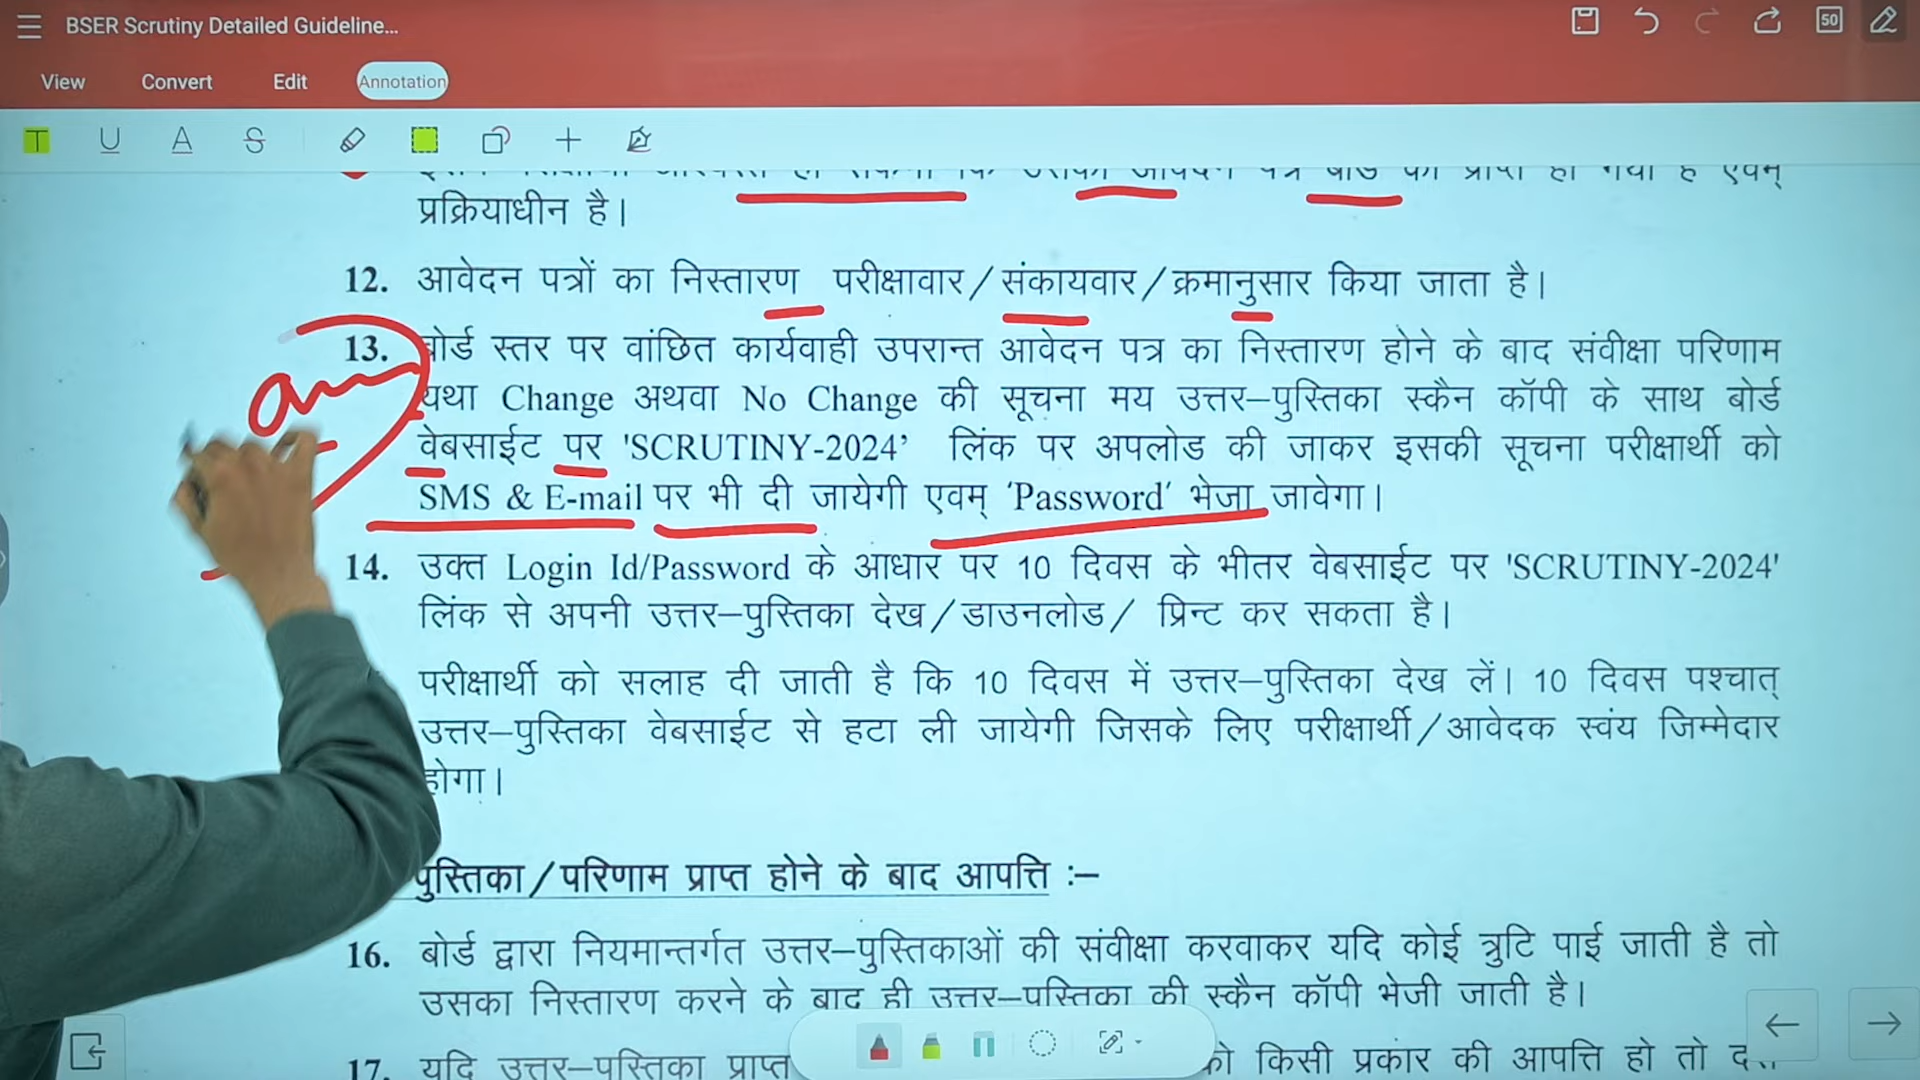 BSER Scrutiny Detailed Guideline...
50
View Convert Edit Annotation
T U A S
प्रक्रियाधीन है।
12. आवेदन पत्रों का निस्तारण परीक्षावार/संकायवार/क्रमानुसार किया जाता है।
13. बोर्ड स्तर पर वांछित कार्यवाही उपरान्त आवेदन पत्र का निस्तारण होने के बाद संवीक्षा परिणाम
यथा Change अथवा No Change की सूचना मय उत्तर–पुस्तिका स्कैन कॉपी के साथ बोर्ड
वेबसाईट पर 'SCRUTINY-2024’ लिंक पर अपलोड की जाकर इसकी सूचना परीक्षार्थी को
SMS & E-mail पर भी दी जायेगी एवम् ‘Password’ भेजा जावेगा।
14. उक्त Login Id/Password के आधार पर 10 दिवस के भीतर वेबसाईट पर 'SCRUTINY-2024'
लिंक से अपनी उत्तर–पुस्तिका देख/डाउनलोड/ प्रिन्ट कर सकता है।
परीक्षार्थी को सलाह दी जाती है कि 10 दिवस में उत्तर–पुस्तिका देख लें। 10 दिवस पश्चात्
उत्तर–पुस्तिका वेबसाईट से हटा ली जायेगी जिसके लिए परीक्षार्थी/आवेदक स्वंय जिम्मेदार
होगा।
पुस्तिका/परिणाम प्राप्त होने के बाद आपत्ति :–
16. बोर्ड द्वारा नियमान्तर्गत उत्तर–पुस्तिकाओं की संवीक्षा करवाकर यदि कोई त्रुटि पाई जाती है तो
उसका निस्तारण करने के बाद ही उत्तर–पुस्तिका की स्कैन कॉपी भेजी जाती है।
17. यदि उत्तर–पुस्तिका प्राप्त को किसी प्रकार की आपत्ति हो तो